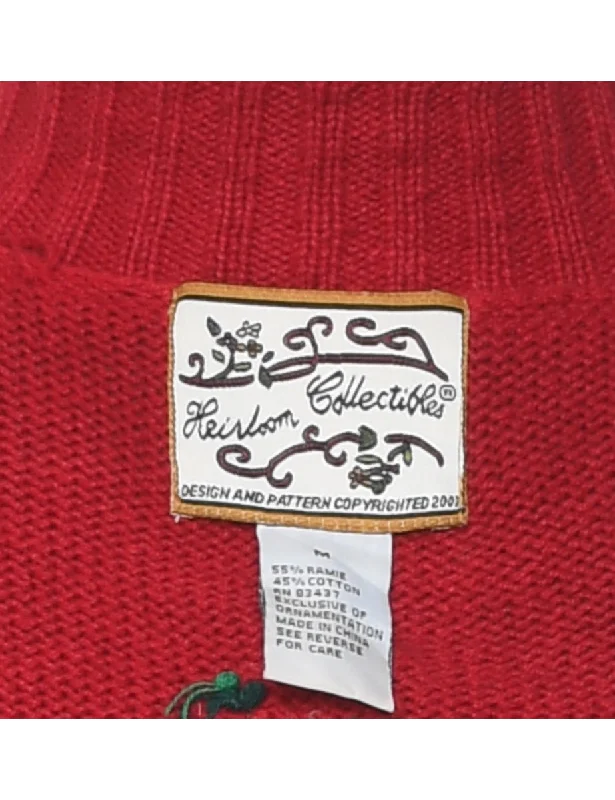 Heirloom Collectibles®
DESIGN AND PATTERN COPYRIGHTED 2001
M
55% RAMIE
45% COTTON
RN 83437
EXCLUSIVE OF
ORNAMENTATION
MADE IN CHINA
SEE REVERSE
FOR CARE